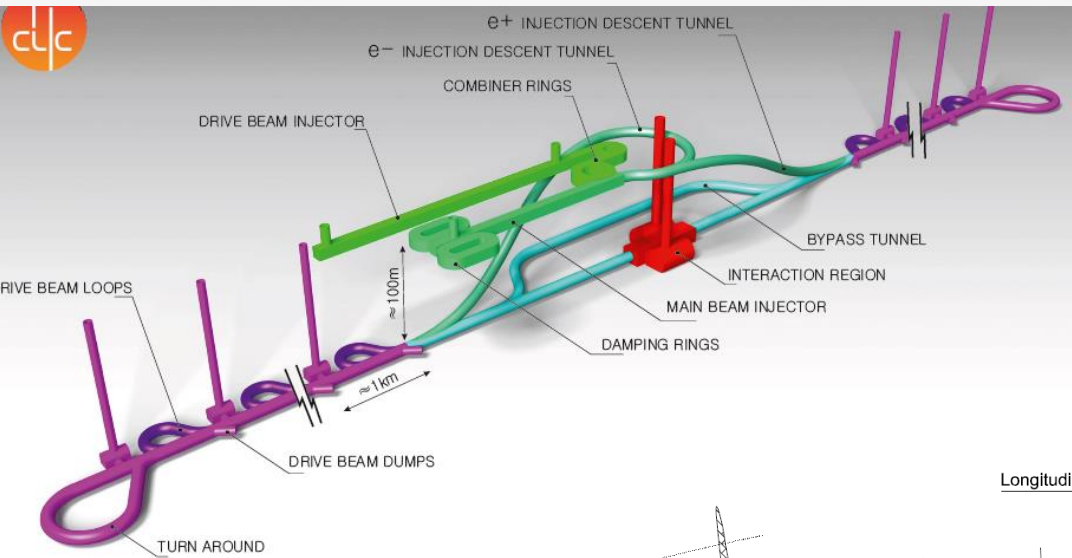 clic
e+ INJECTION DESCENT TUNNEL
e− INJECTION DESCENT TUNNEL
COMBINER RINGS
DRIVE BEAM INJECTOR
BYPASS TUNNEL
INTERACTION REGION
RIVE BEAM LOOPS
≈100m
MAIN BEAM INJECTOR
DAMPING RINGS
≈1km
DRIVE BEAM DUMPS
Longitudi
TURN AROUND